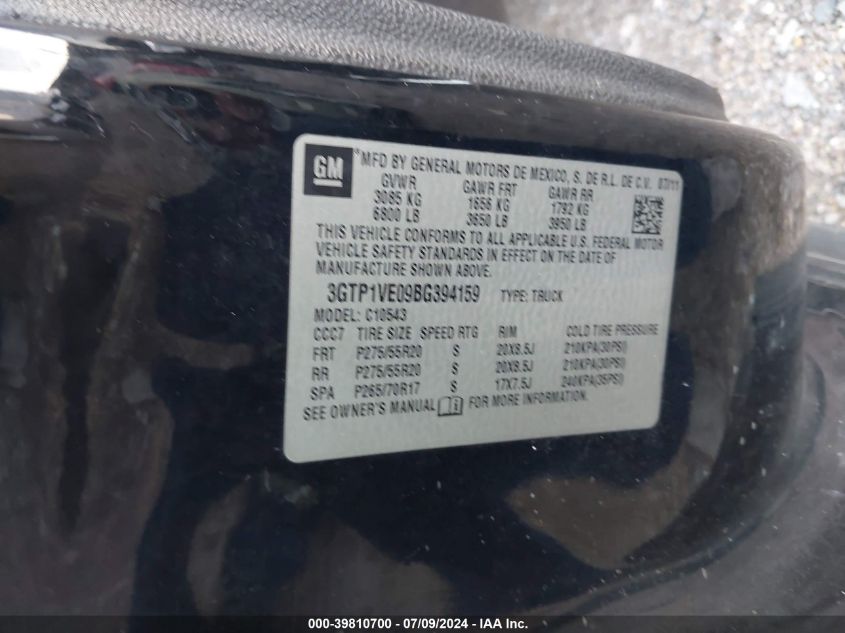 GM ® MFD BY GENERAL MOTORS DE MEXICO, S. DE R.L. DE C.V. 07/11
GVWR GAWR FRT GAWR RR
3085 KG 1656 KG 1792 KG
6800 LB 3650 LB 3950 LB
THIS VEHICLE CONFORMS TO ALL APPLICABLE U.S. FEDERAL MOTOR
VEHICLE SAFETY STANDARDS IN EFFECT ON THE DATE OF
MANUFACTURE SHOWN ABOVE.
3GTP1VE09BG394159 TYPE: TRUCK
MODEL: C10543
CCC7 TIRE SIZE SPEED RTG RIM COLD TIRE PRESSURE
FRT P275/55R20 S 20X8.5J 210KPA(30PSI)
RR P275/55R20 S 20X8.5J 210KPA(30PSI)
SPA P265/70R17 S 17X7.5J 240KPA(35PSI)
SEE OWNER'S MANUAL i FOR MORE INFORMATION.
000-39810700 - 07/09/2024 - IAA Inc.